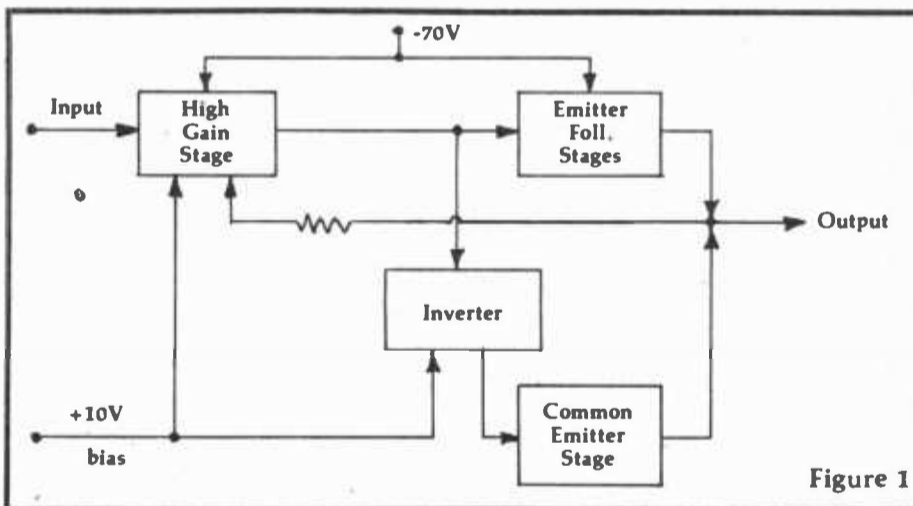 -70V
Input
High
Gain
Stage
Emitter
Foll.
Stages
Output
Inverter
+10V
bias
Common
Emitter
Stage
Figure 1